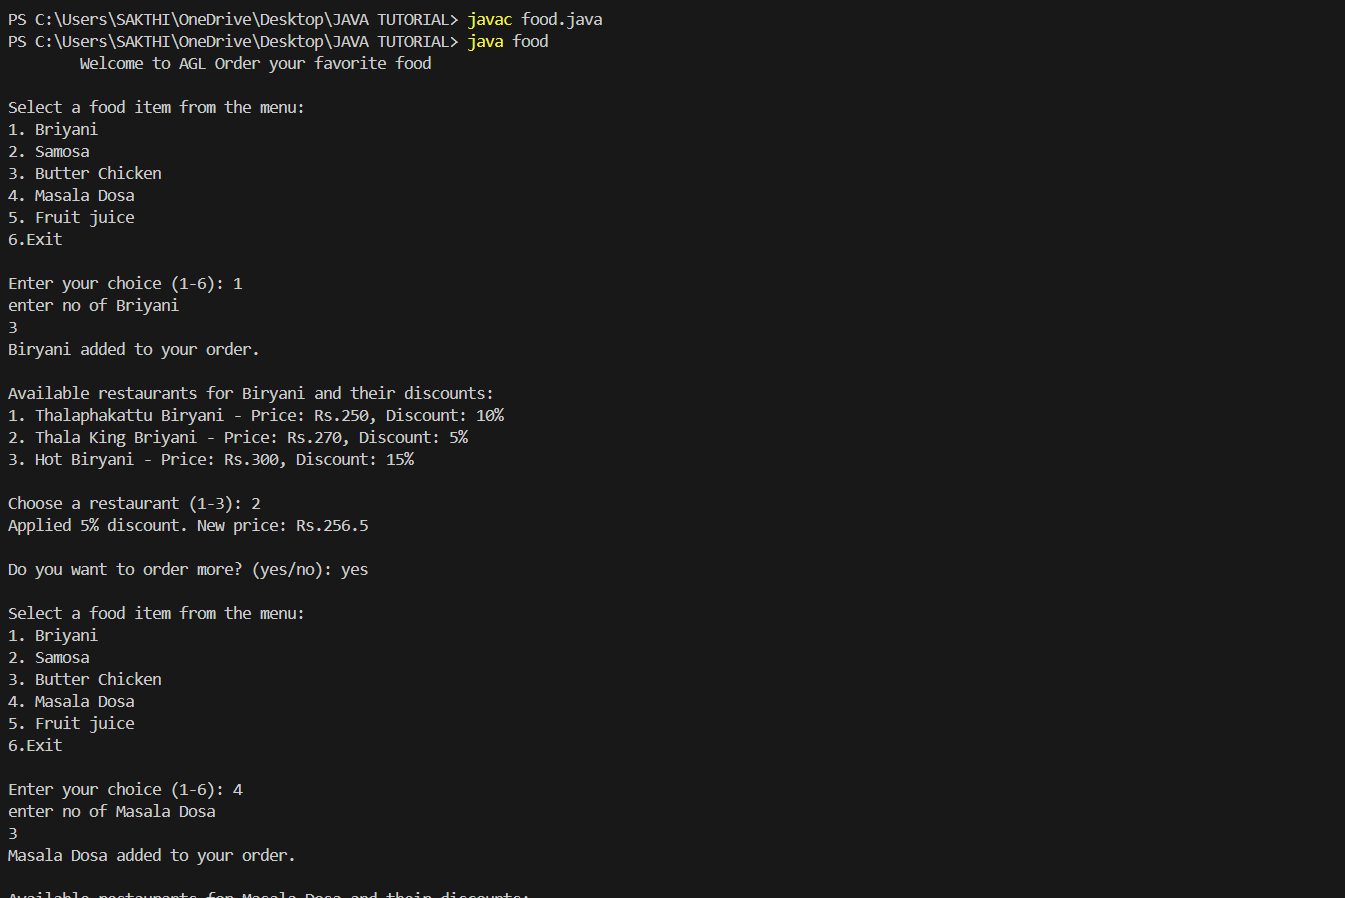 PS C:\Users\SAKTHI\OneDrive\Desktop\JAVA TUTORIAL> javac food.java
PS C:\Users\SAKTHI\OneDrive\Desktop\JAVA TUTORIAL> java food
Welcome to AGL Order your favorite food
Select a food item from the menu:
1. Briyani
2. Samosa
3. Butter Chicken
4. Masala Dosa
5. Fruit juice
6.Exit
Enter your choice (1-6): 1
enter no of Briyani
3
Biryani added to your order.
Available restaurants for Biryani and their discounts:
1. Thalaphakattu Biryani - Price: Rs.250, Discount: 10%
2. Thala King Briyani - Price: Rs.270, Discount: 5%
3. Hot Biryani - Price: Rs.300, Discount: 15%
Choose a restaurant (1-3): 2
Applied 5% discount. New price: Rs.256.5
Do you want to order more? (yes/no): yes
Select a food item from the menu:
1. Briyani
2. Samosa
3. Butter Chicken
4. Masala Dosa
5. Fruit juice
6.Exit
Enter your choice (1-6): 4
enter no of Masala Dosa
3
Masala Dosa added to your order.
Available restaurants for Masala Dosa and their discounts: